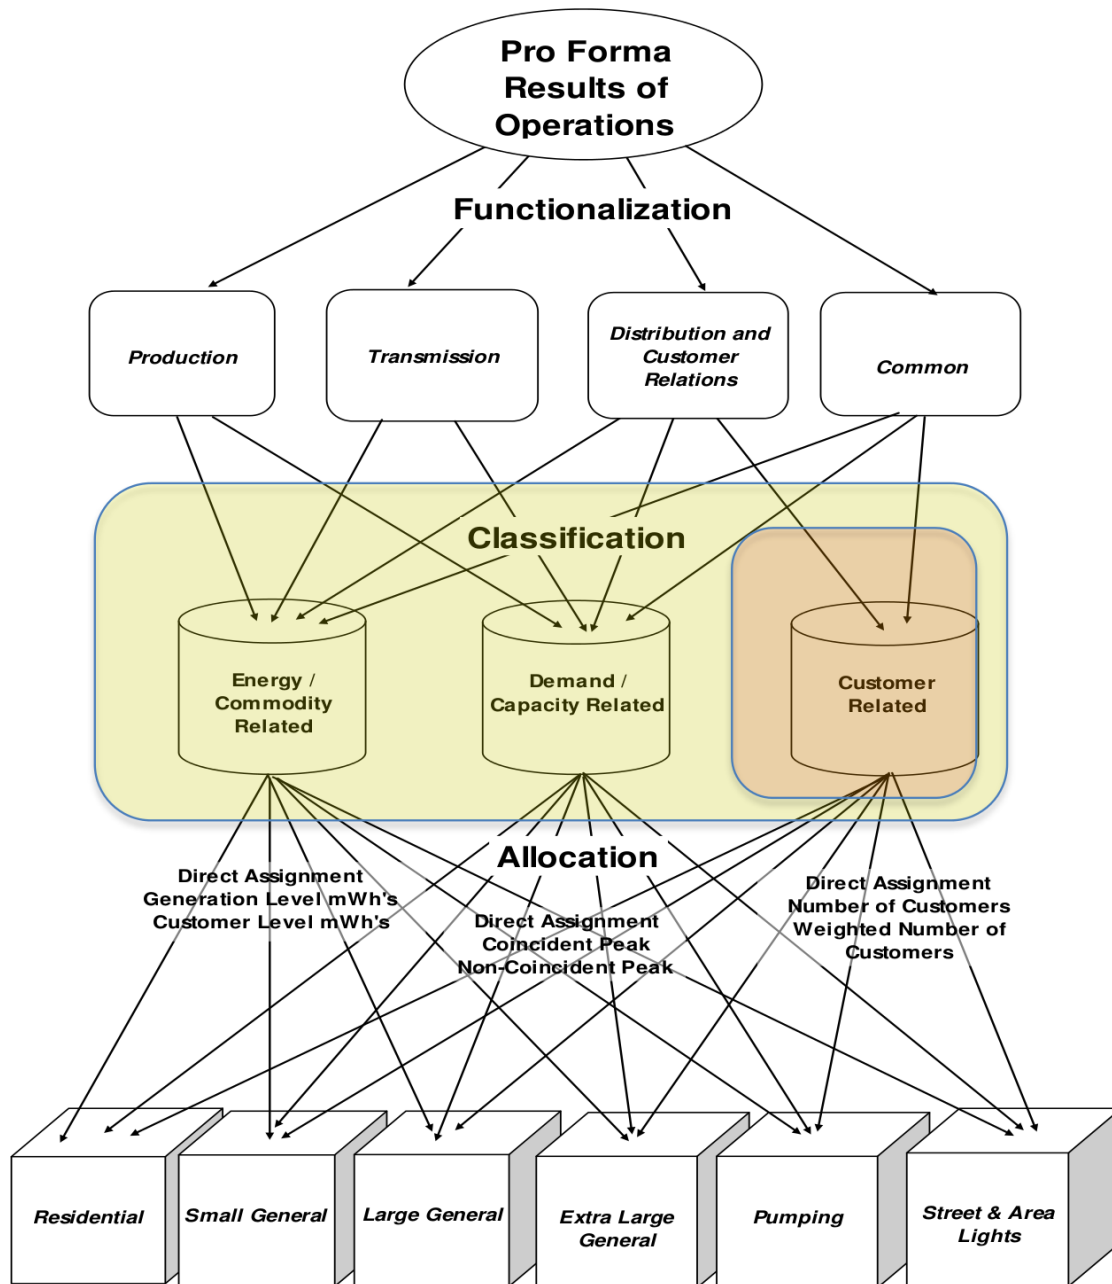 Pro Forma
Results of
Operations
Functionalization
Production
Transmission
Distribution and
Customer
Relations
Common
Classification
Energy /
Commodity
Related
Demand /
Capacity Related
Customer
Related
Allocation
Direct Assignment
Generation Level mWh's
Customer Level mWh's
Direct Assignment
Coincident Peak
Non-Coincident Peak
Direct Assignment
Number of Customers
Weighted Number of
Customers
Residential
Small General
Large General
Extra Large
General
Pumping
Street & Area
Lights